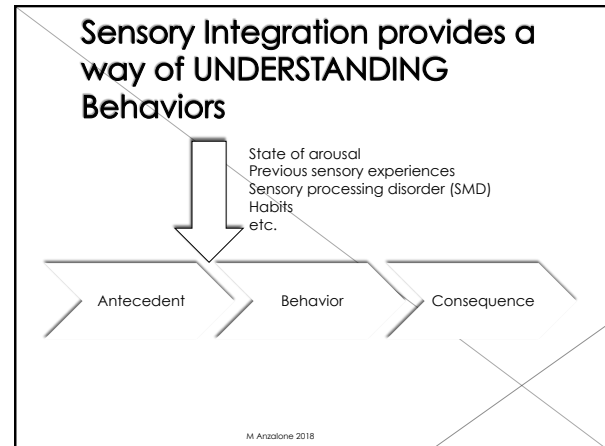 Sensory Integration provides a
way of UNDERSTANDING
Behaviors
State of arousal
Previous sensory experiences
Sensory processing disorder (SMD)
Habits
etc.
Antecedent
Behavior
Consequence
M Anzalone 2018